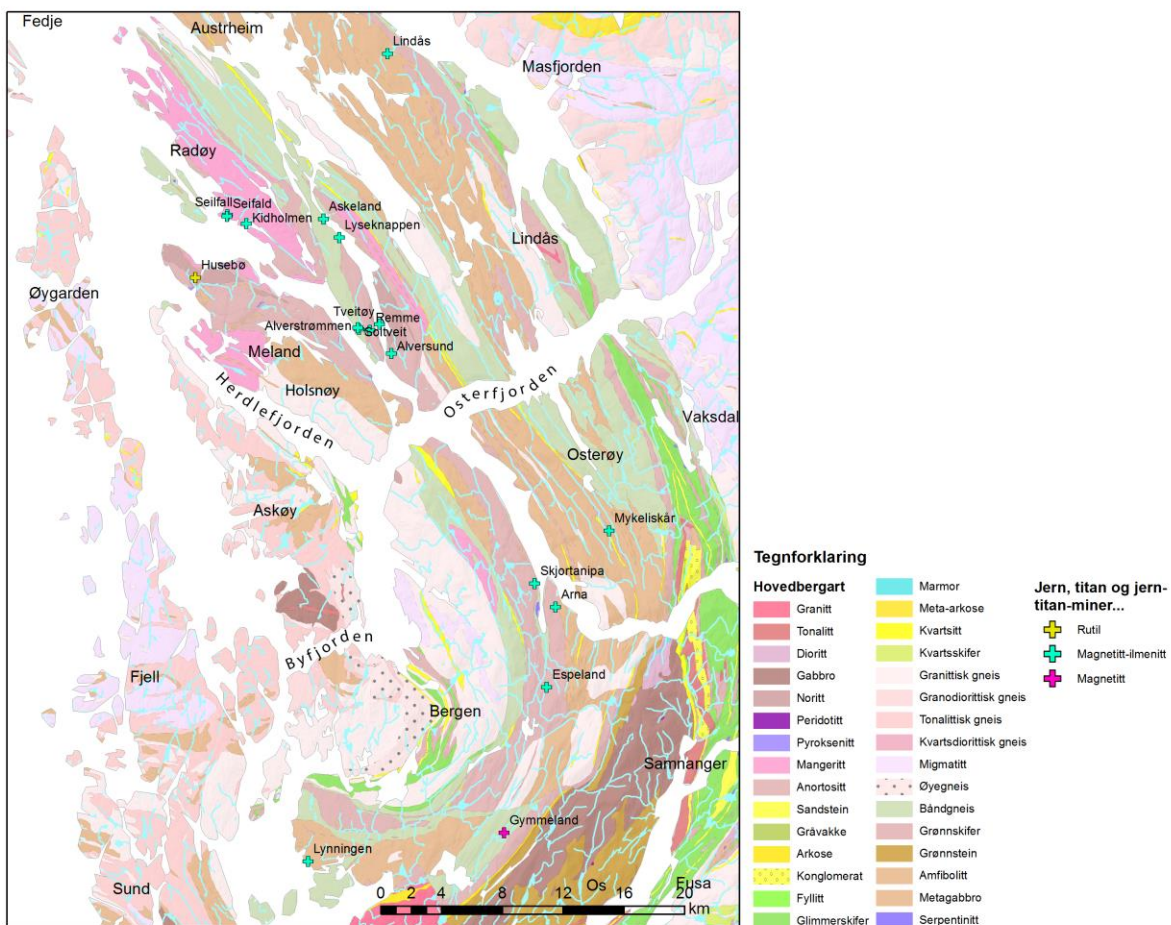 Fedje
Austrheim
Lindås
Masfjorden
Radøy
Seilfall
Seifald
Kidholmen
Askeland
Lyseknappen
Lindås
Husebø
Øygarden
Tveitøy
Remme
Alverstrømmen
Soltveit
Alversund
Meland
Holsnøy
Herdlefjorden
Osterfjorden
Vaksdal
Osterøy
Askøy
Mykeliskår
Skjortanipa
Arna
Byfjorden
Fjell
Espeland
Bergen
Samnanger
Gymmeland
Lynningen
Sund
Os
Fusa
0 2 4 8 12 16 20
km
Tegnforklaring
Hovedbergart
Granitt
Tonalitt
Dioritt
Gabbro
Noritt
Peridotitt
Pyroksenitt
Mangeritt
Anortositt
Sandstein
Gråvakke
Arkose
Konglomerat
Fyllitt
Glimmerskifer
Marmor
Meta-arkose
Kvartsitt
Kvartsskifer
Granittisk gneis
Granodiorittisk gneis
Tonalittisk gneis
Kvartsdiorittisk gneis
Migmatitt
Øyegneis
Båndgneis
Grønnskifer
Grønnstein
Amfibolitt
Metagabbro
Serpentinitt
Jern, titan og jern-
titan-miner...
Rutil
Magnetitt-ilmenitt
Magnetitt